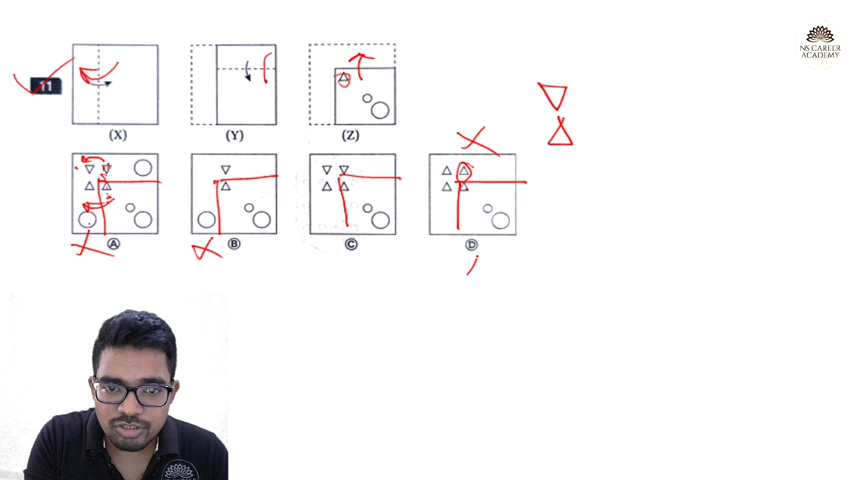 NS CAREER
ACADEMY
11
(X)
(Y)
(Z)
A
B
C
D